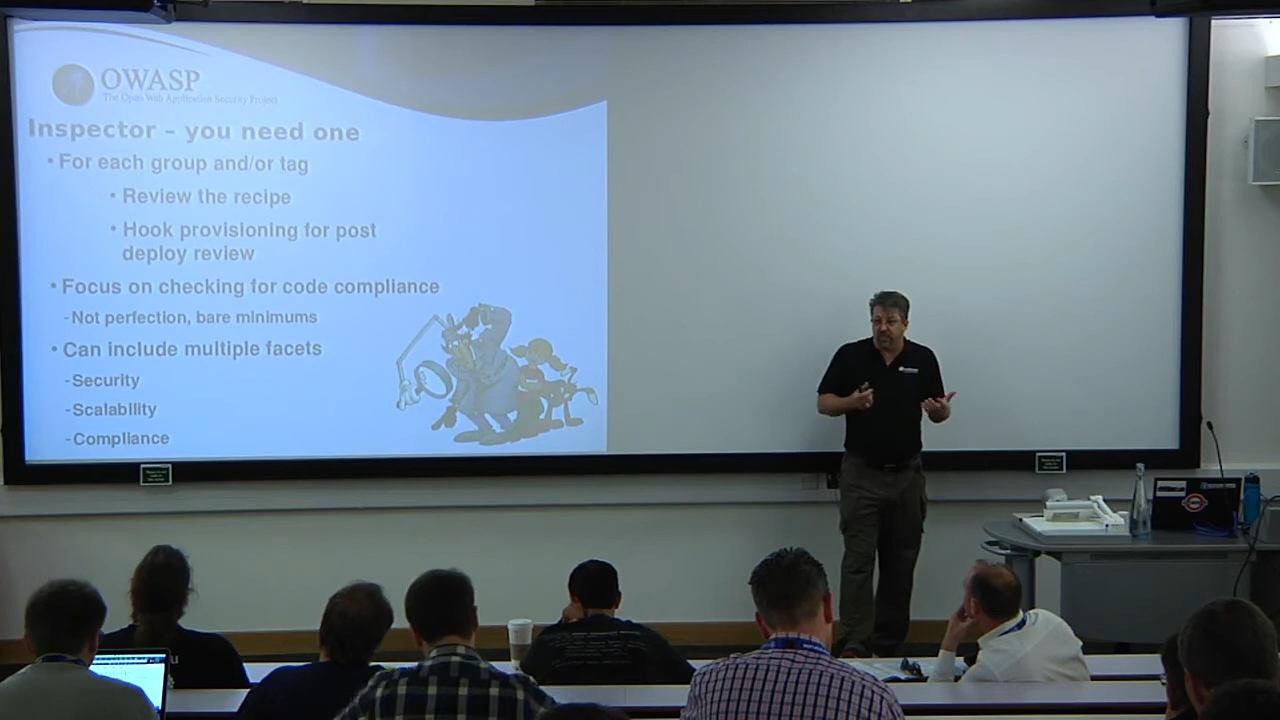 OWASP
The Open Web Application Security Project
Inspector – you need one
• For each group and/or tag
• Review the recipe
• Hook provisioning for post
deploy review
• Focus on checking for code compliance
-Not perfection, bare minimums
• Can include multiple facets
-Security
-Scalability
-Compliance